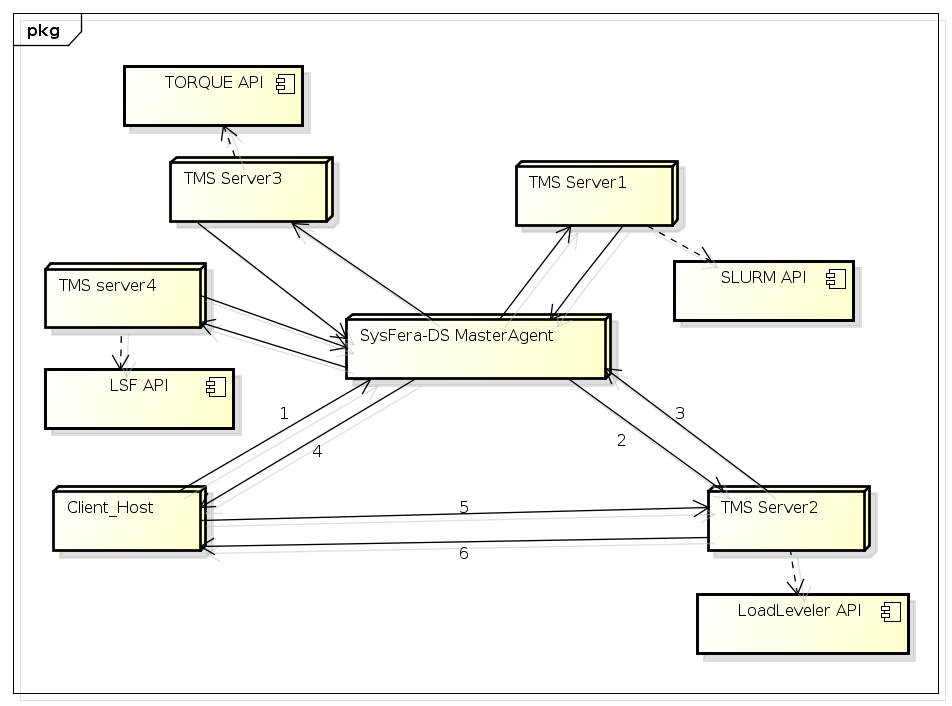 pkg
TORQUE API
TMS Server3
TMS Server1
TMS server4
SLURM API
SysFera-DS MasterAgent
LSF API
1
3
2
4
Client_Host
5
TMS Server2
6
LoadLeveler API